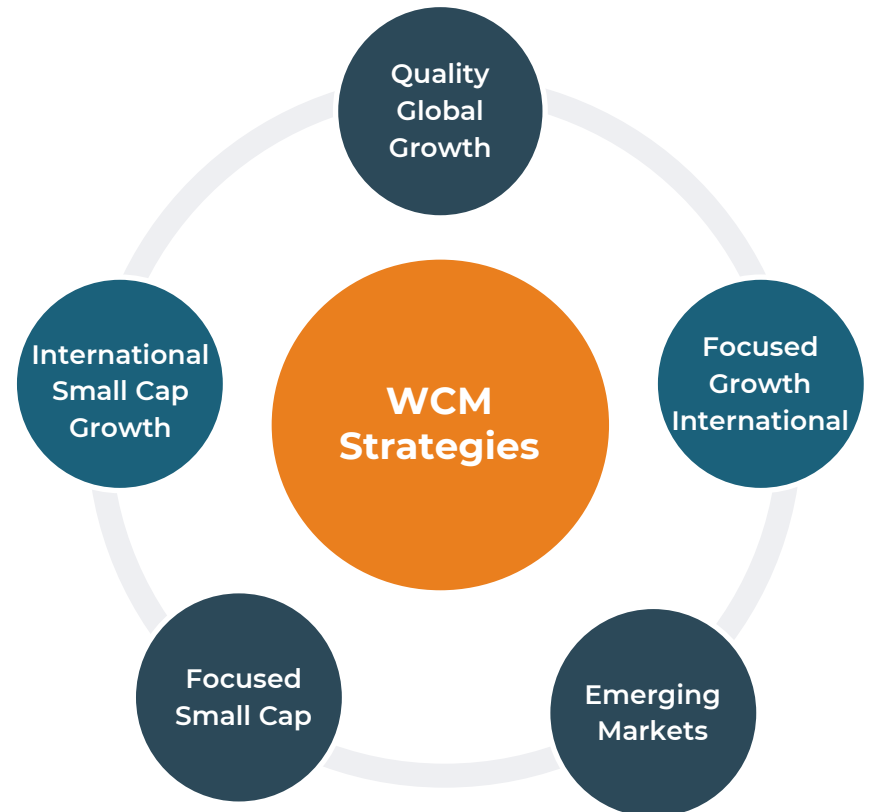 Quality
Global
Growth
International
Small Cap
Growth
WCM
Strategies
Focused
Growth
International
Focused
Small Cap
Emerging
Markets